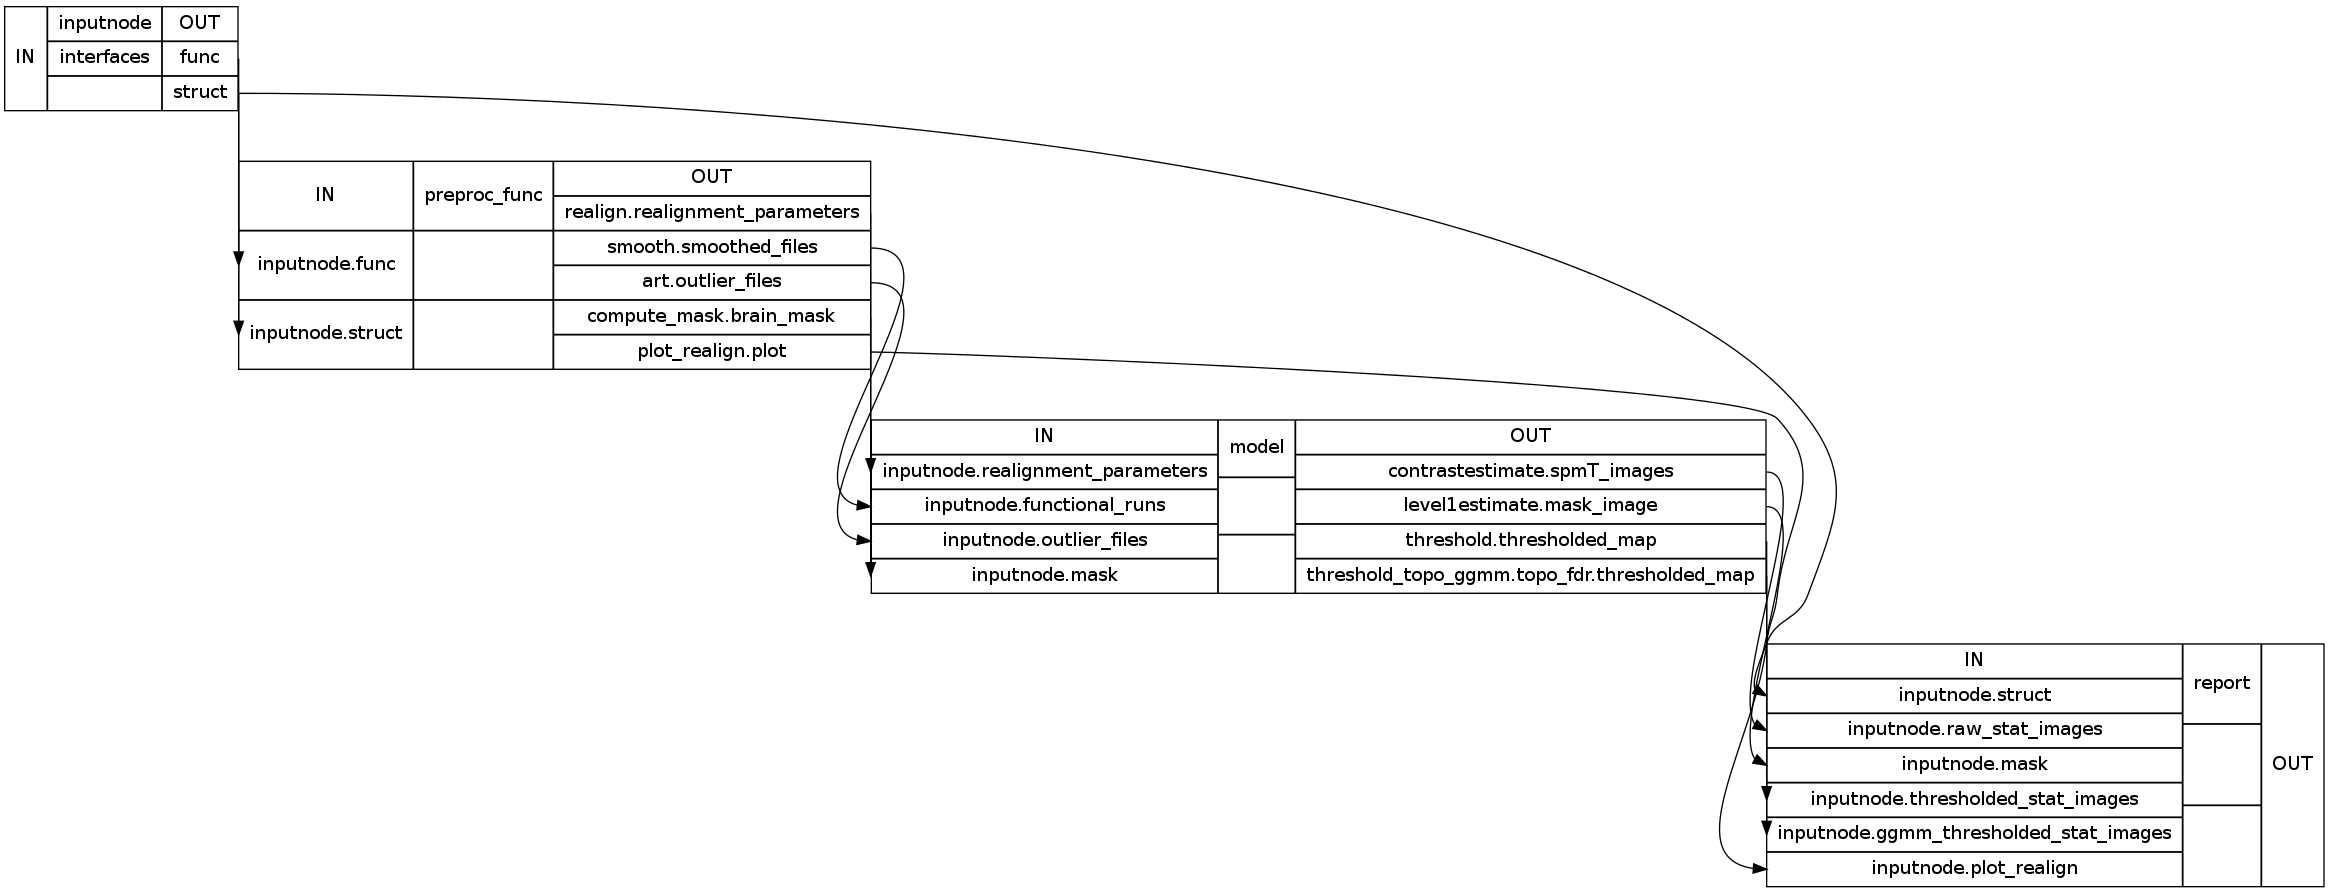 IN
inputnode
OUT
interfaces
func
struct
IN
preproc_func
OUT
realign.realignment_parameters
inputnode.func
smooth.smoothed_files
art.outlier_files
inputnode.struct
compute_mask.brain_mask
plot_realign.plot
IN
model
OUT
inputnode.realignment_parameters
contrastestimate.spmT_images
inputnode.functional_runs
level1estimate.mask_image
inputnode.outlier_files
threshold.thresholded_map
inputnode.mask
threshold_topo_ggmm.topo_fdr.thresholded_map
IN
report
OUT
inputnode.struct
inputnode.raw_stat_images
inputnode.mask
inputnode.thresholded_stat_images
inputnode.ggmm_thresholded_stat_images
inputnode.plot_realign